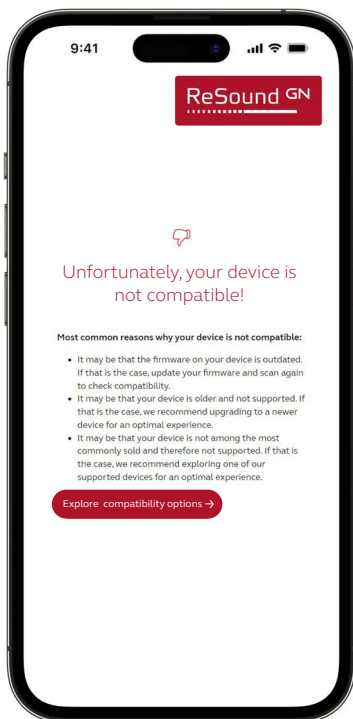 9:41
ReSound GN
Unfortunately, your device is
not compatible!
Most common reasons why your device is not compatible:
• It may be that the firmware on your device is outdated.
If that is the case, update your firmware and scan again
to check compatibility.
• It may be that your device is older and not supported. If
that is the case, we recommend upgrading to a newer
device for an optimal experience.
• It may be that your device is not among the most
commonly sold and therefore not supported. If that is
the case, we recommend exploring one of our
supported devices for an optimal experience.
Explore compatibility options →